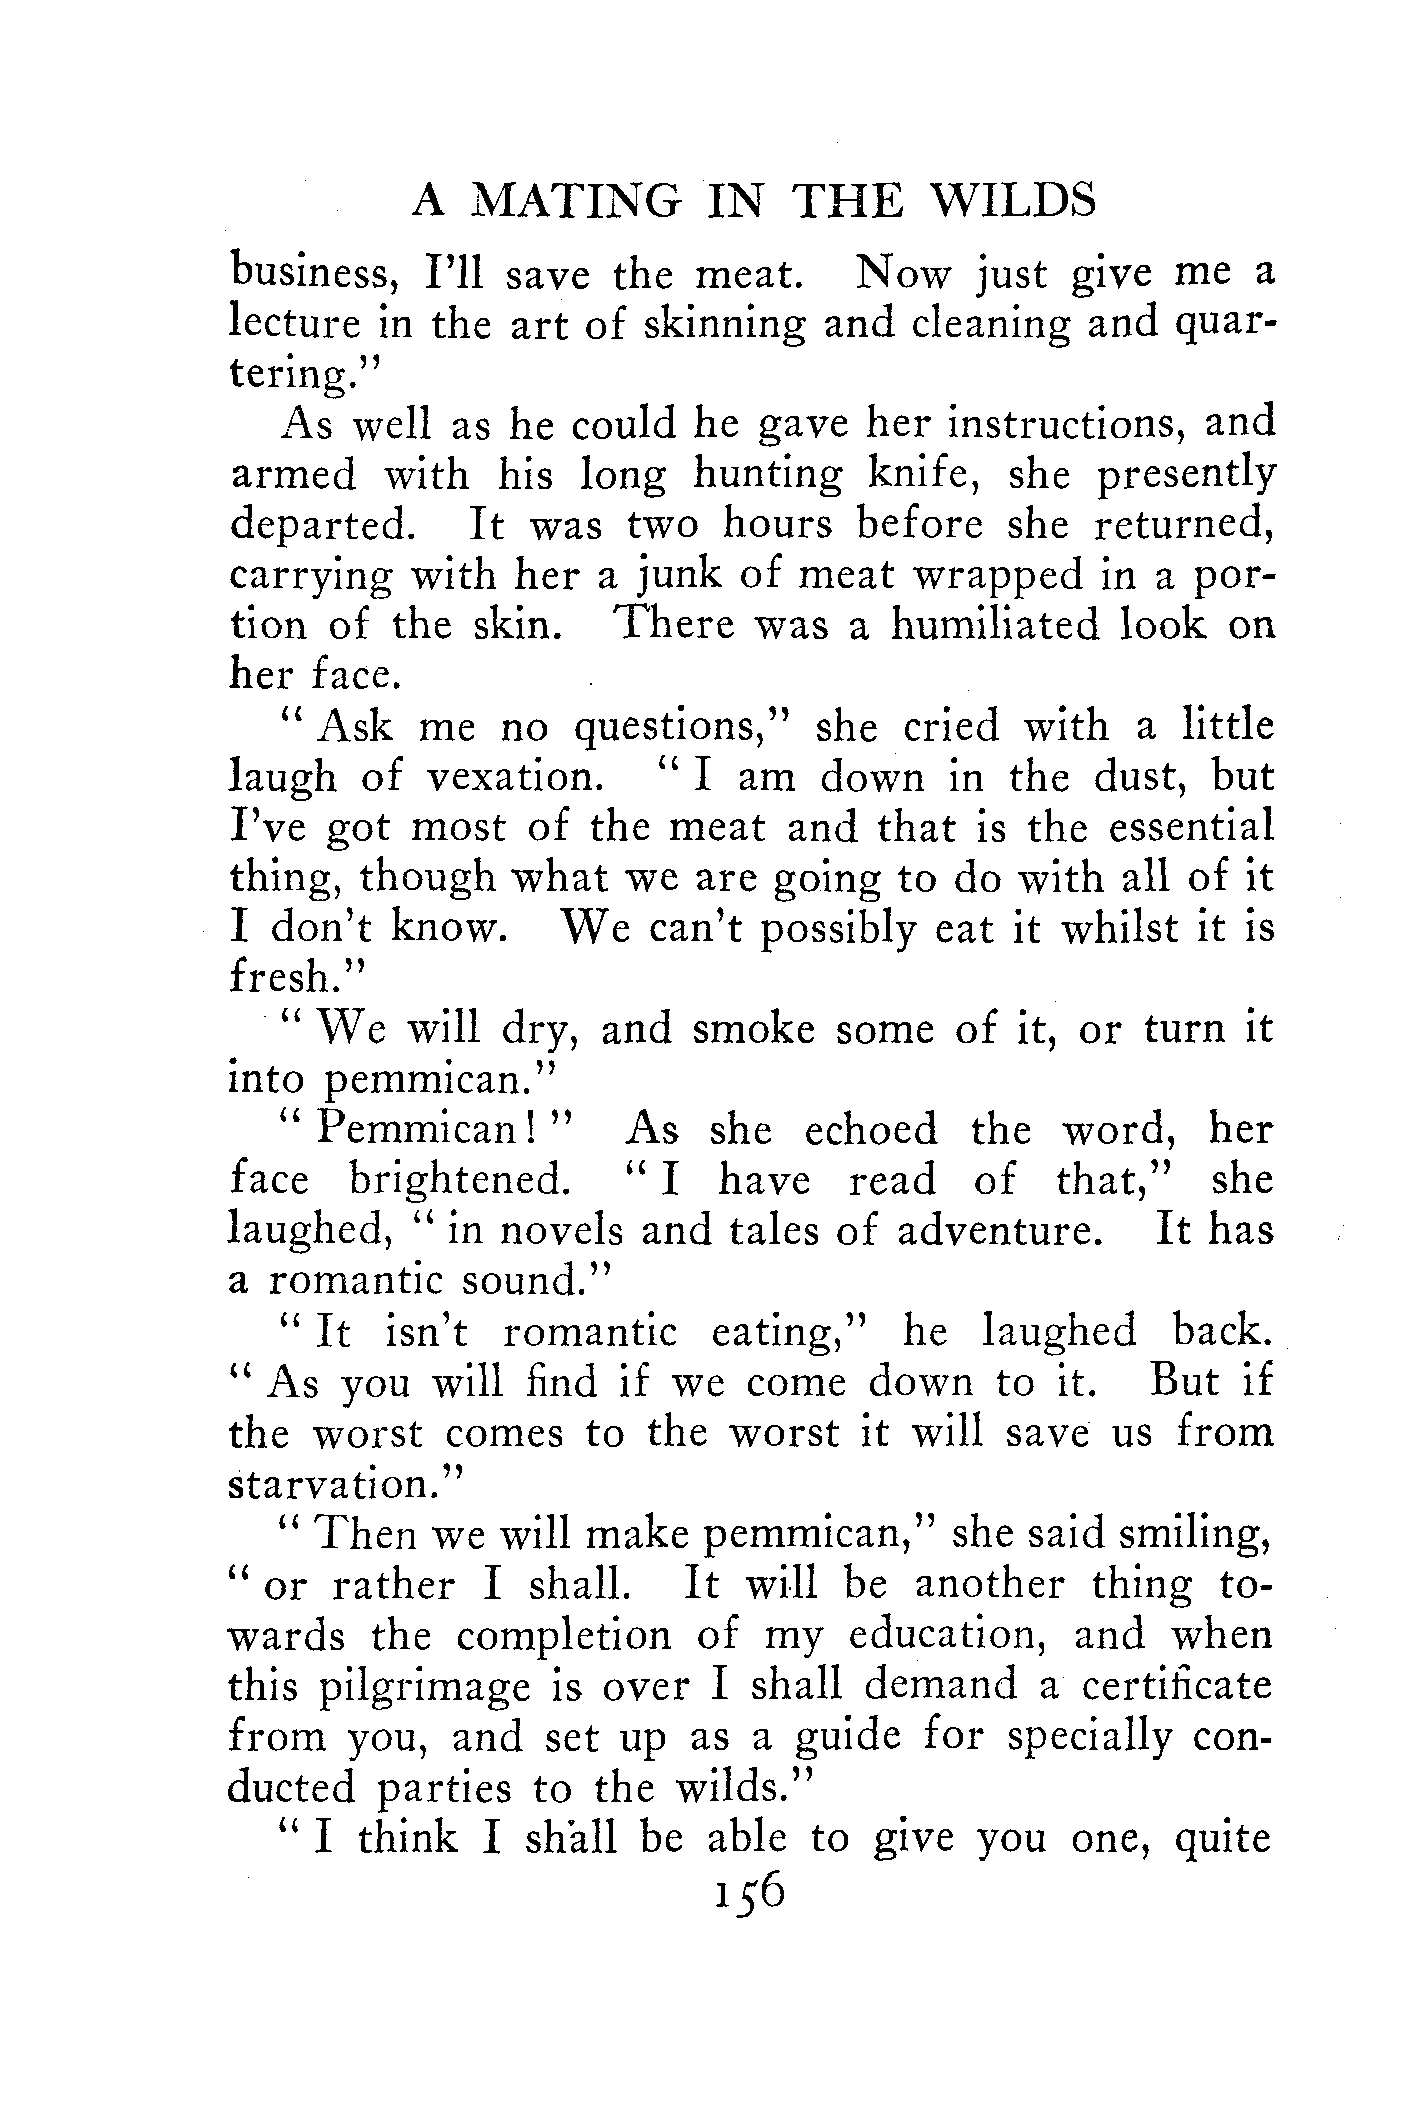 A MATING IN THE WILDS
business, I'll save the meat. Now just give me a
lecture in the art of skinning and cleaning and quar-
tering."
As well as he could he gave her instructions, and
armed with his long hunting knife, she presently
departed. It was two hours before she returned,
carrying with her a junk of meat wrapped in a por-
tion of the skin. There was a humiliated look on
her face.
" Ask me no questions," she cried with a little
laugh of vexation. " I am down in the dust, but
I've got most of the meat and that is the essential
thing, though what we are going to do with all of it
I don't know. We can't possibly eat it whilst it is
fresh."
" We will dry, and smoke some of it, or turn it
into pemmican."
" Pemmican! " As she echoed the word, her
face brightened. " I have read of that," she
laughed, " in novels and tales of adventure. It has
a romantic sound."
" It isn't romantic eating," he laughed back.
" As you will find if we come down to it. But if
the worst comes to the worst it will save us from
starvation."
" Then we will make pemmican," she said smiling,
" or rather I shall. It will be another thing to-
wards the completion of my education, and when
this pilgrimage is over I shall demand a certificate
from you, and set up as a guide for specially con-
ducted parties to the wilds."
" I think I shall be able to give you one, quite
156